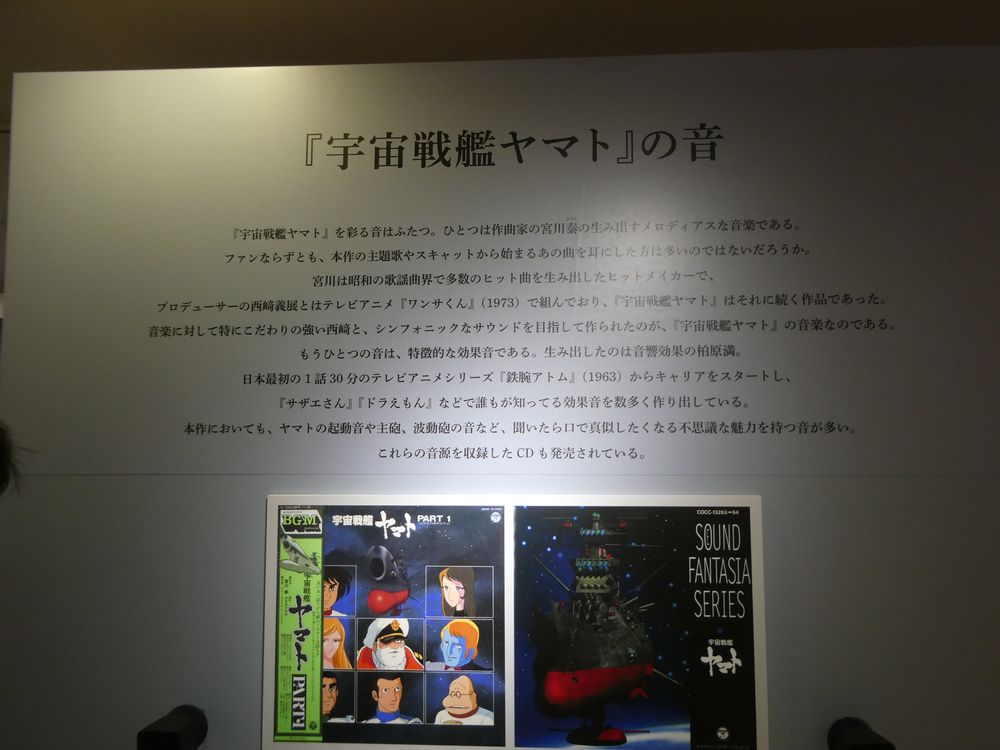 『宇宙戦艦ヤマト』の音
『宇宙戦艦ヤマト』を彩る音はふたつ。ひとつは作曲家の宮川泰の生み出すメロディアスな音楽である。
ファンならずとも、本作の主題歌やスキャットから始まるあの曲を耳にした方は多いのではないだろうか。
宮川は昭和の歌謡曲界で多数のヒット曲を生み出したヒットメイカーで、
プロデューサーの西﨑義展とはテレビアニメ『ワンサくん』（1973）で組んでおり、『宇宙戦艦ヤマト』はそれに続く作品であった。
音楽に対して特にこだわりの強い西﨑と、シンフォニックなサウンドを目指して作られたのが、『宇宙戦艦ヤマト』の音楽なのである。
もうひとつの音は、特徴的な効果音である。生み出したのは音響効果の柏原満。
日本最初の1話30分のテレビアニメシリーズ『鉄腕アトム』（1963）からキャリアをスタートし、
『サザエさん』『ドラえもん』などで誰もが知ってる効果音を数多く作り出している。
本作においても、ヤマトの起動音や主砲、波動砲の音など、聞いたら口で真似したくなる不思議な魅力を持つ音が多い。
これらの音源を収録したCDも発売されている。
BGM
宇宙戦艦
ヤマト
PART1
宇宙戦艦
ヤマト
PART 1
COCC-13263→64
SOUND
FANTASIA
SERIES
宇宙戦艦
ヤマト